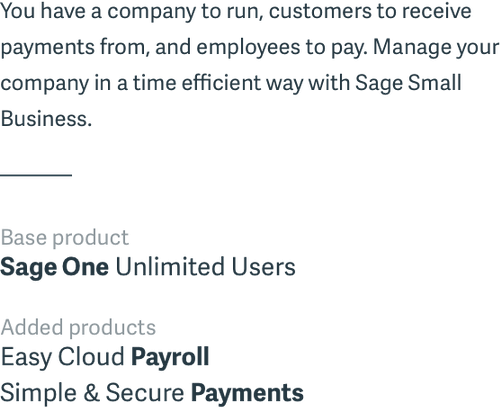 You have a company to run, customers to receive
payments from, and employees to pay. Manage your
company in a time efficient way with Sage Small
Business.
Base product
Sage One Unlimited Users
Added products
Easy Cloud Payroll
Simple & Secure Payments